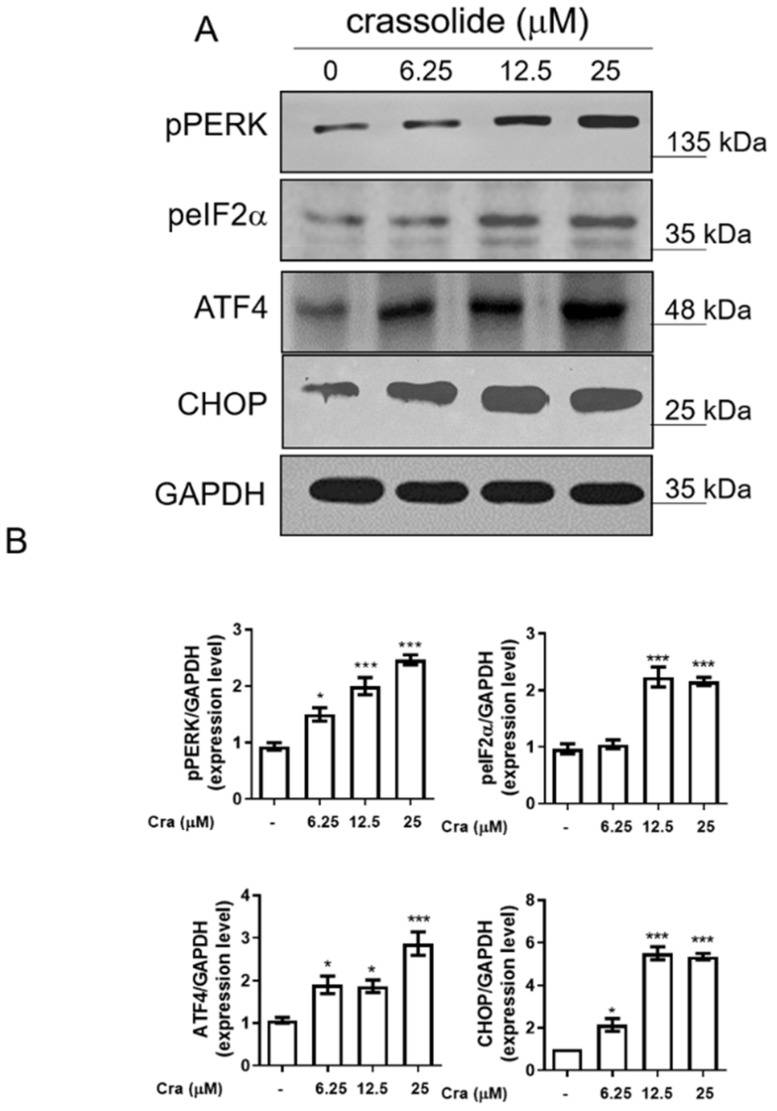 A
crassolide (μM)
0 6.25 12.5 25
pPERK
135 kDa
peIF2α
35 kDa
ATF4
48 kDa
CHOP
25 kDa
GAPDH
35 kDa
B
pPERK/GAPDH
(expression level)
3
2
1
0
*
***
***
Cra (μM) - 6.25 12.5 25
peIF2α/GAPDH
(expression level)
3
2
1
0
***
***
Cra (μM) - 6.25 12.5 25
ATF4/GAPDH
(expression level)
4
3
2
1
0
*
*
***
Cra (μM) - 6.25 12.5 25
CHOP/GAPDH
(expression level)
8
6
4
2
0
*
***
***
Cra (μM) - 6.25 12.5 25